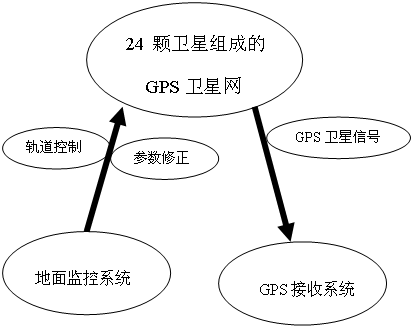 24 颗卫星组成的
GPS 卫星网
轨道控制
参数修正
GPS 卫星信号
地面监控系统
GPS 接收系统